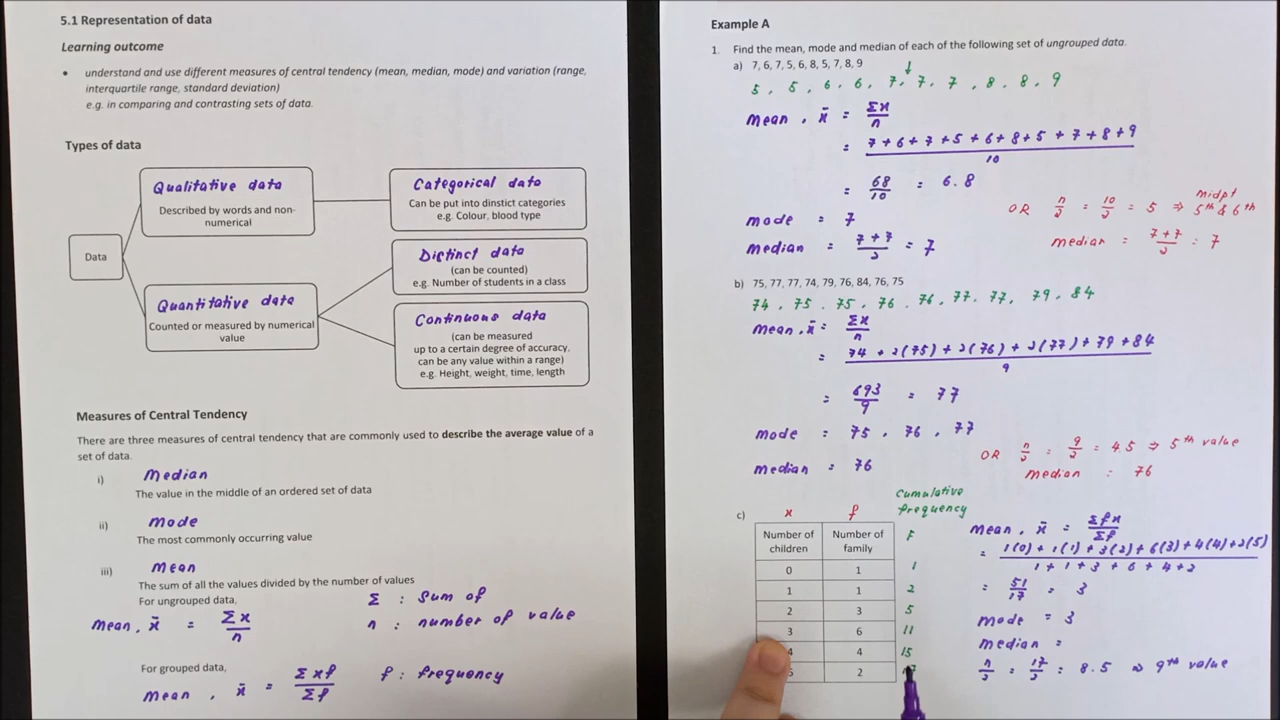 5.1 Representation of data
Learning outcome
• understand and use different measures of central tendency (mean, median, mode) and variation (range,
interquartile range, standard deviation)
e.g. in comparing and contrasting sets of data.
Types of data
Data
Qualitative data
Described by words and non-
numerical
Categorical data
Can be put into dinstict categories
e.g. Colour, blood type
Distinct data
(can be counted)
e.g. Number of students in a class
Quantitative data
Counted or measured by numerical
value
Continuous data
(can be measured
up to a certain degree of accuracy,
can be any value within a range)
e.g. Height, weight, time, length
Measures of Central Tendency
There are three measures of central tendency that are commonly used to describe the average value of a
set of data.
i) Median
The value in the middle of an ordered set of data
ii) mode
The most commonly occurring value
iii) Mean
The sum of all the values divided by the number of values
For ungrouped data,
Σ : sum of
mean, x̄ = Σx/n
n : number of value
For grouped data,
mean, x̄ = Σxf/Σf
f : frequency
Example A
1. Find the mean, mode and median of each of the following set of ungrouped data.
a) 7, 6, 7, 5, 6, 8, 5, 7, 8, 9
5, 5, 6, 6, 7, 7, 7, 8, 8, 9
mean, x̄ = Σx/n
= 7+6+7+5+6+8+5+7+8+9 / 10
= 68/10 = 6.8
mode = 7
median = 7+7/2 = 7
OR n/2 = 10/2 = 5 ⇒ midpt 5th & 6th
median = 7+7/2 = 7
b) 75, 77, 77, 74, 79, 76, 84, 76, 75
74, 75, 75, 76, 76, 77, 77, 79, 84
mean, x̄ = Σx/n
= 74 + 2(75) + 2(76) + 2(77) + 79 + 84 / 9
= 693/9 = 77
mode = 75, 76, 77
median = 76
OR n/2 = 9/2 = 4.5 ⇒ 5th value
median = 76
c) x f Cumulative frequency
Number of children Number of family F
0 1 1
1 1 2
2 3 5
3 6 11
4 4 15
5 2
mean, x̄ = Σfx/Σf
= 1(0) + 1(1) + 3(2) + 6(3) + 4(4) + 2(5) / 1 + 1 + 3 + 6 + 4 + 2
= 51/17 = 3
mode = 3
median =
n/2 = 17/2 = 8.5 ⇒ 9th value